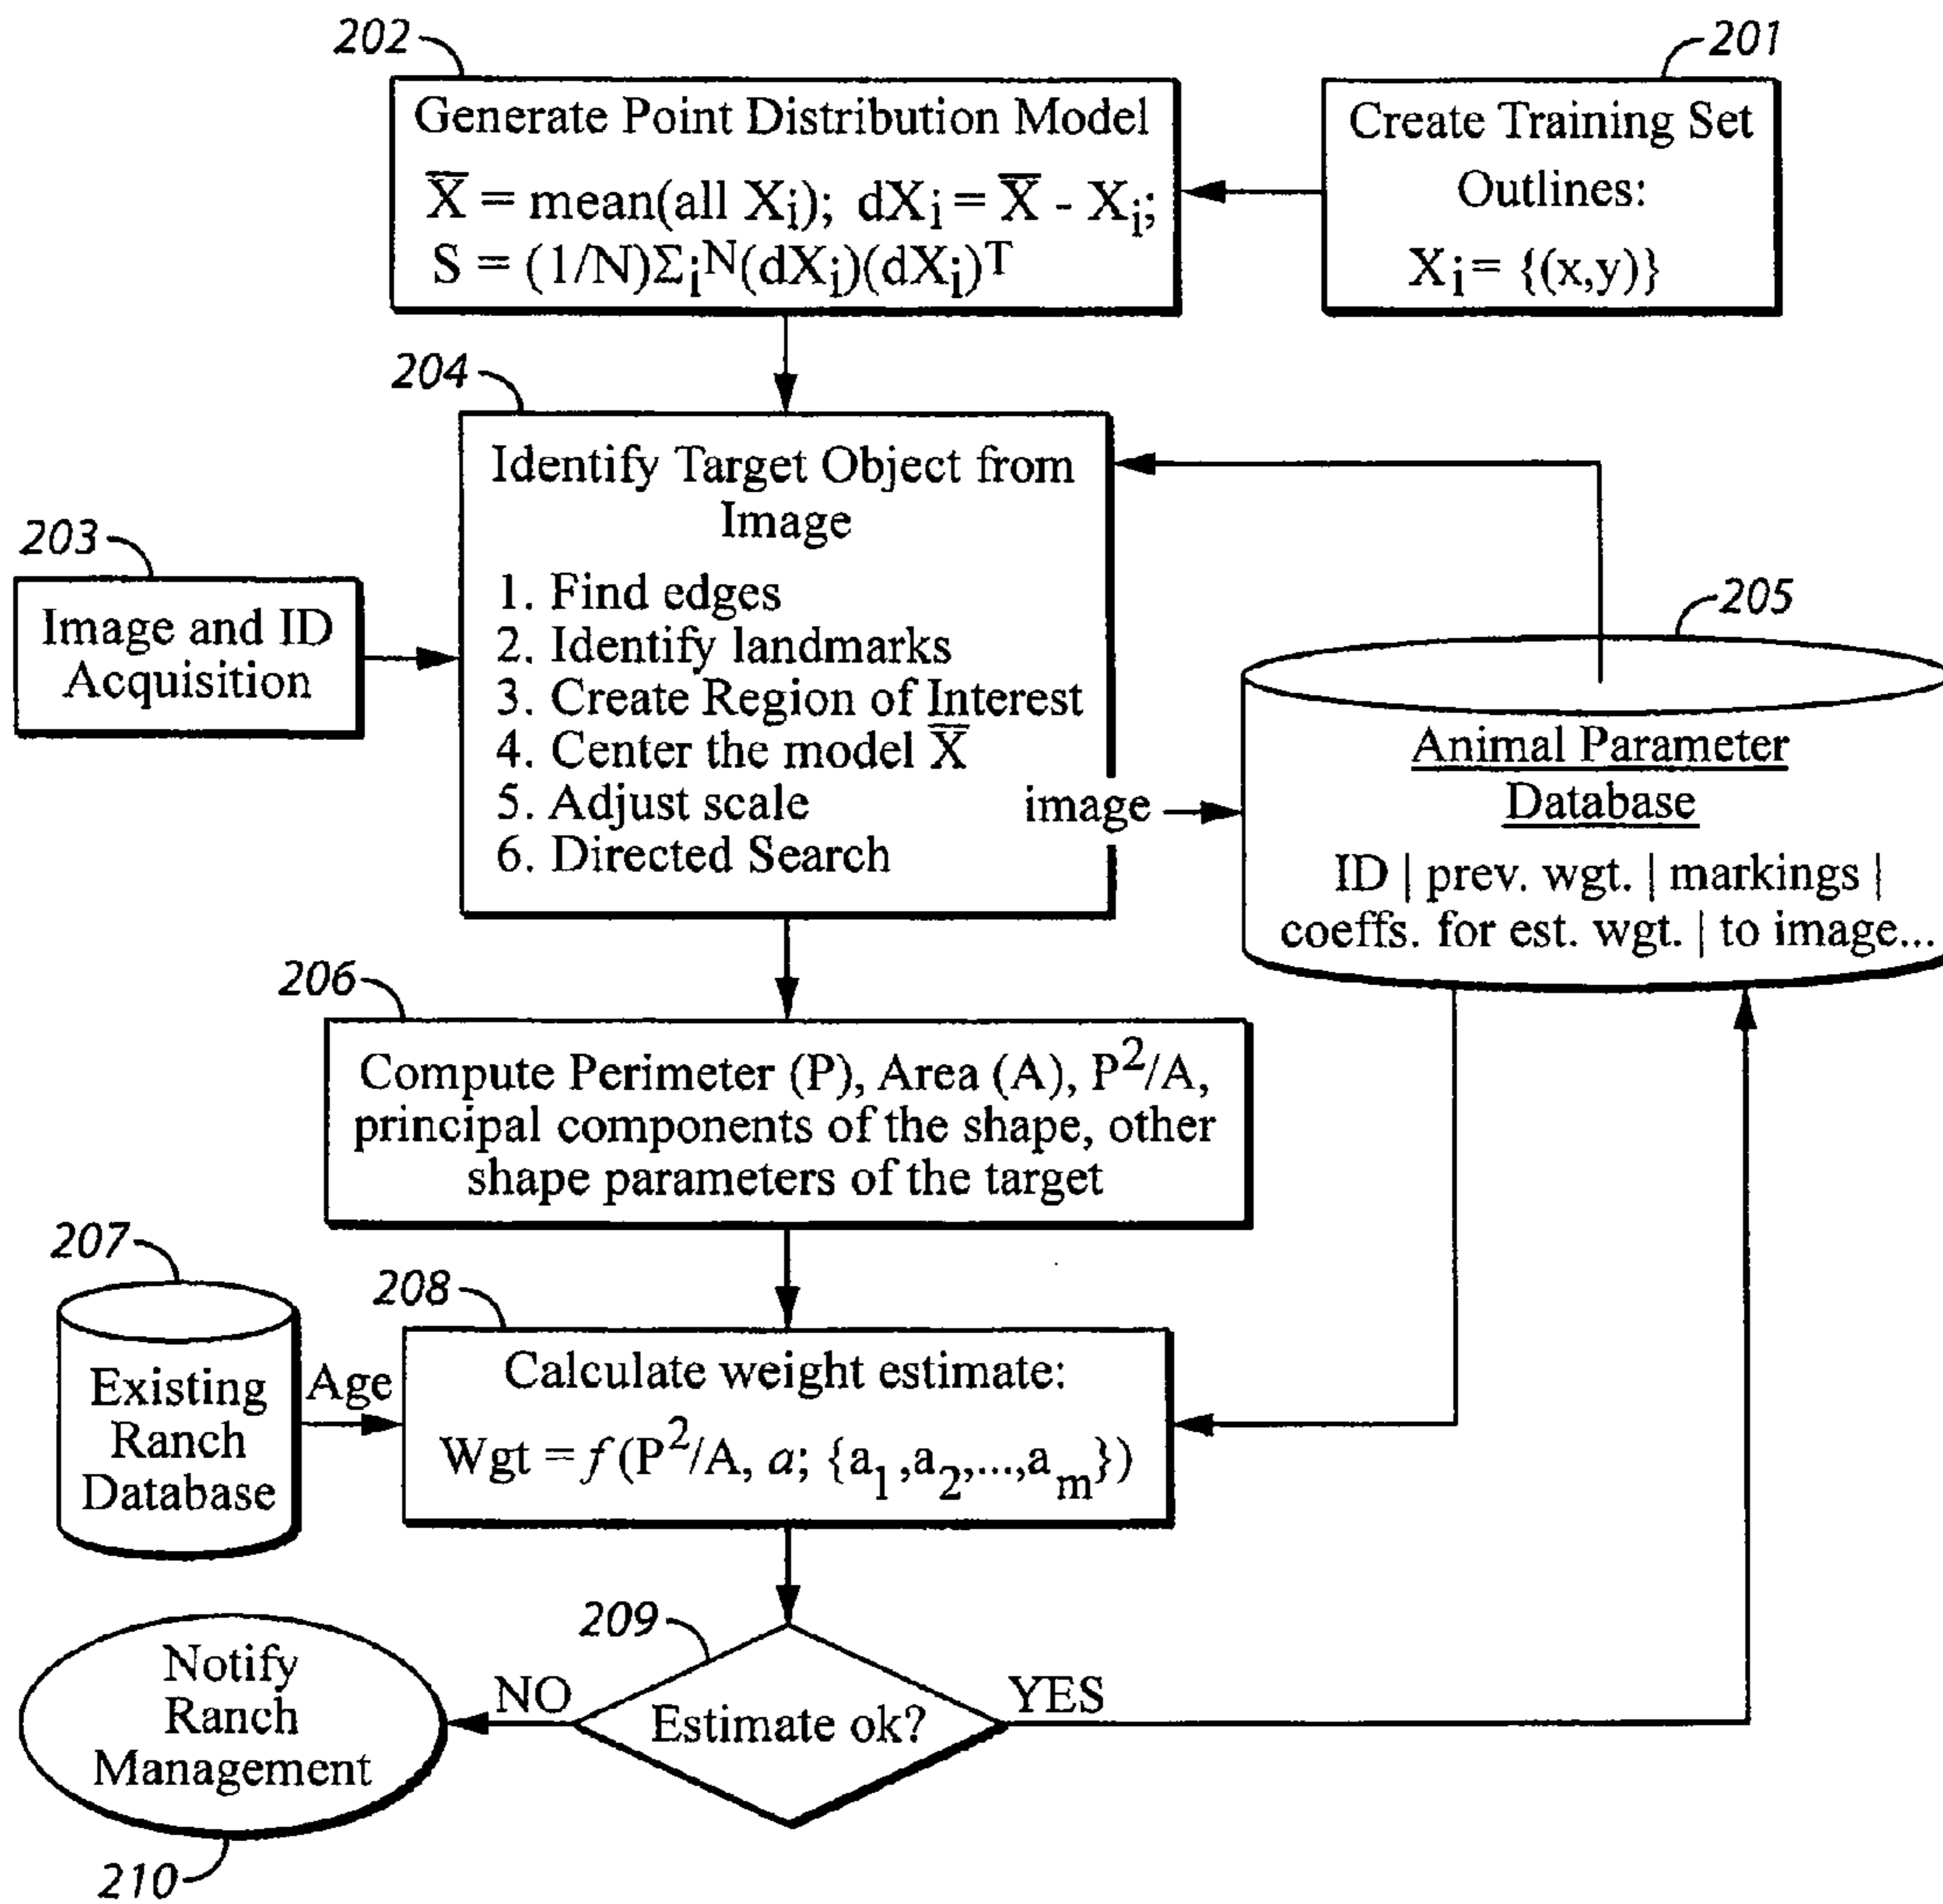 202
201
Generate Point Distribution Model
X̅ = mean(all Xi); dXi = X̅ - Xi;
S = (1/N)Σi^N(dXi)(dXi)^T
Create Training Set
Outlines:
Xi = {(x,y)}
204
Identify Target Object from
Image
1. Find edges
2. Identify landmarks
3. Create Region of Interest
4. Center the model X̅
5. Adjust scale
6. Directed Search
image
203
Image and ID
Acquisition
205
Animal Parameter
Database
ID | prev. wgt. | markings |
coeffs. for est. wgt. | to image...
206
Compute Perimeter (P), Area (A), P²/A,
principal components of the shape, other
shape parameters of the target
207
Existing
Ranch
Database
Age
208
Calculate weight estimate:
Wgt = f (P²/A, a; {a₁,a₂,...,aₘ})
209
Estimate ok?
NO
YES
Notify
Ranch
Management
210